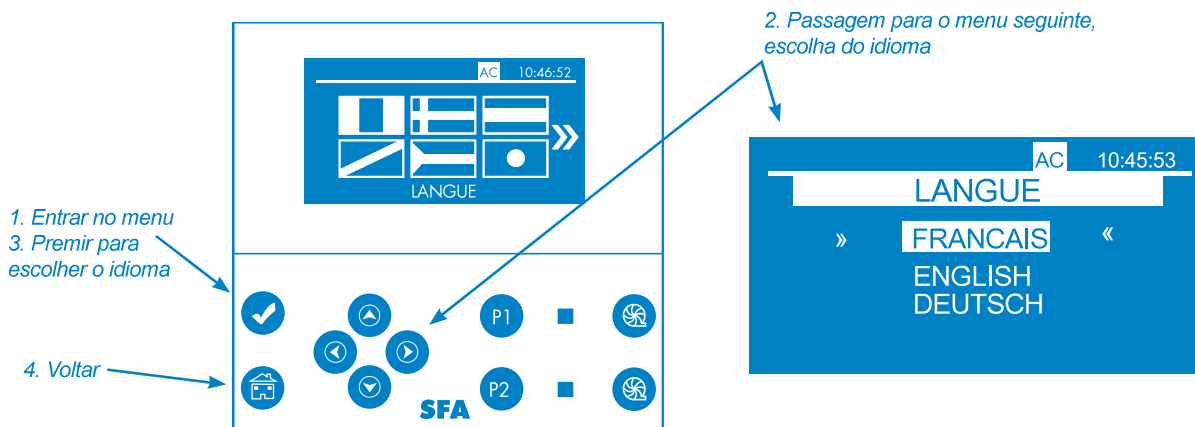 2. Passagem para o menu seguinte,
escolha do idioma
AC 10:46:52
LANGUE
AC 10:45:53
LANGUE
» FRANCAIS «
ENGLISH
DEUTSCH
1. Entrar no menu
3. Premir para
escolher o idioma
P1
4. Voltar
P2
SFA